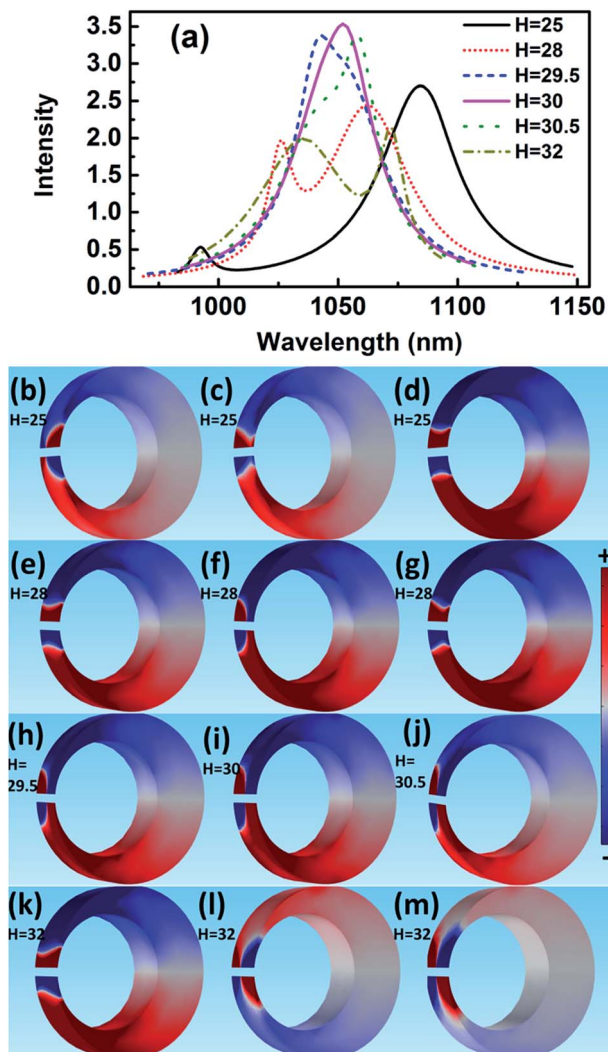 (a)
H=25
H=28
H=29.5
H=30
H=30.5
H=32
Intensity
3.5
3.0
2.5
2.0
1.5
1.0
0.5
0.0
1000 1050 1100 1150
Wavelength (nm)
(b) (c) (d)
H=25 H=25 H=25
(e) (f) (g)
H=28 H=28 H=28
+
(h) (i) (j)
H=
29.5
H=30
H=
30.5
-
(k) (l) (m)
H=32 H=32 H=32